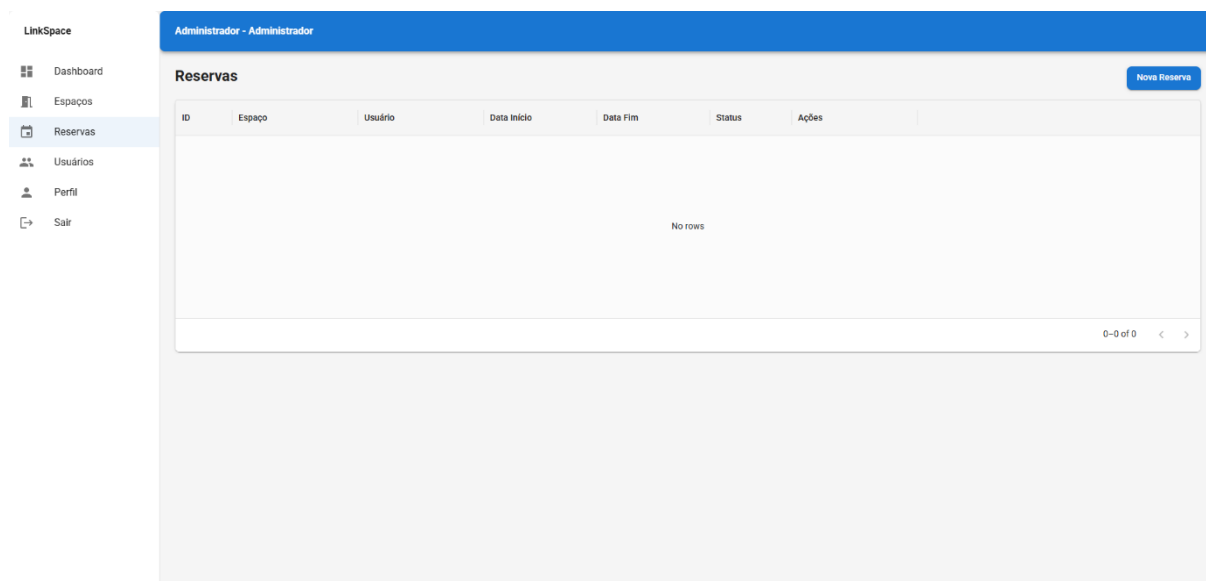 LinkSpace
Administrador - Administrador
Dashboard
Espaços
Reservas
Usuários
Perfil
Sair
Reservas
Nova Reserva
ID Espaço Usuário Data Início Data Fim Status Ações
No rows
0–0 of 0